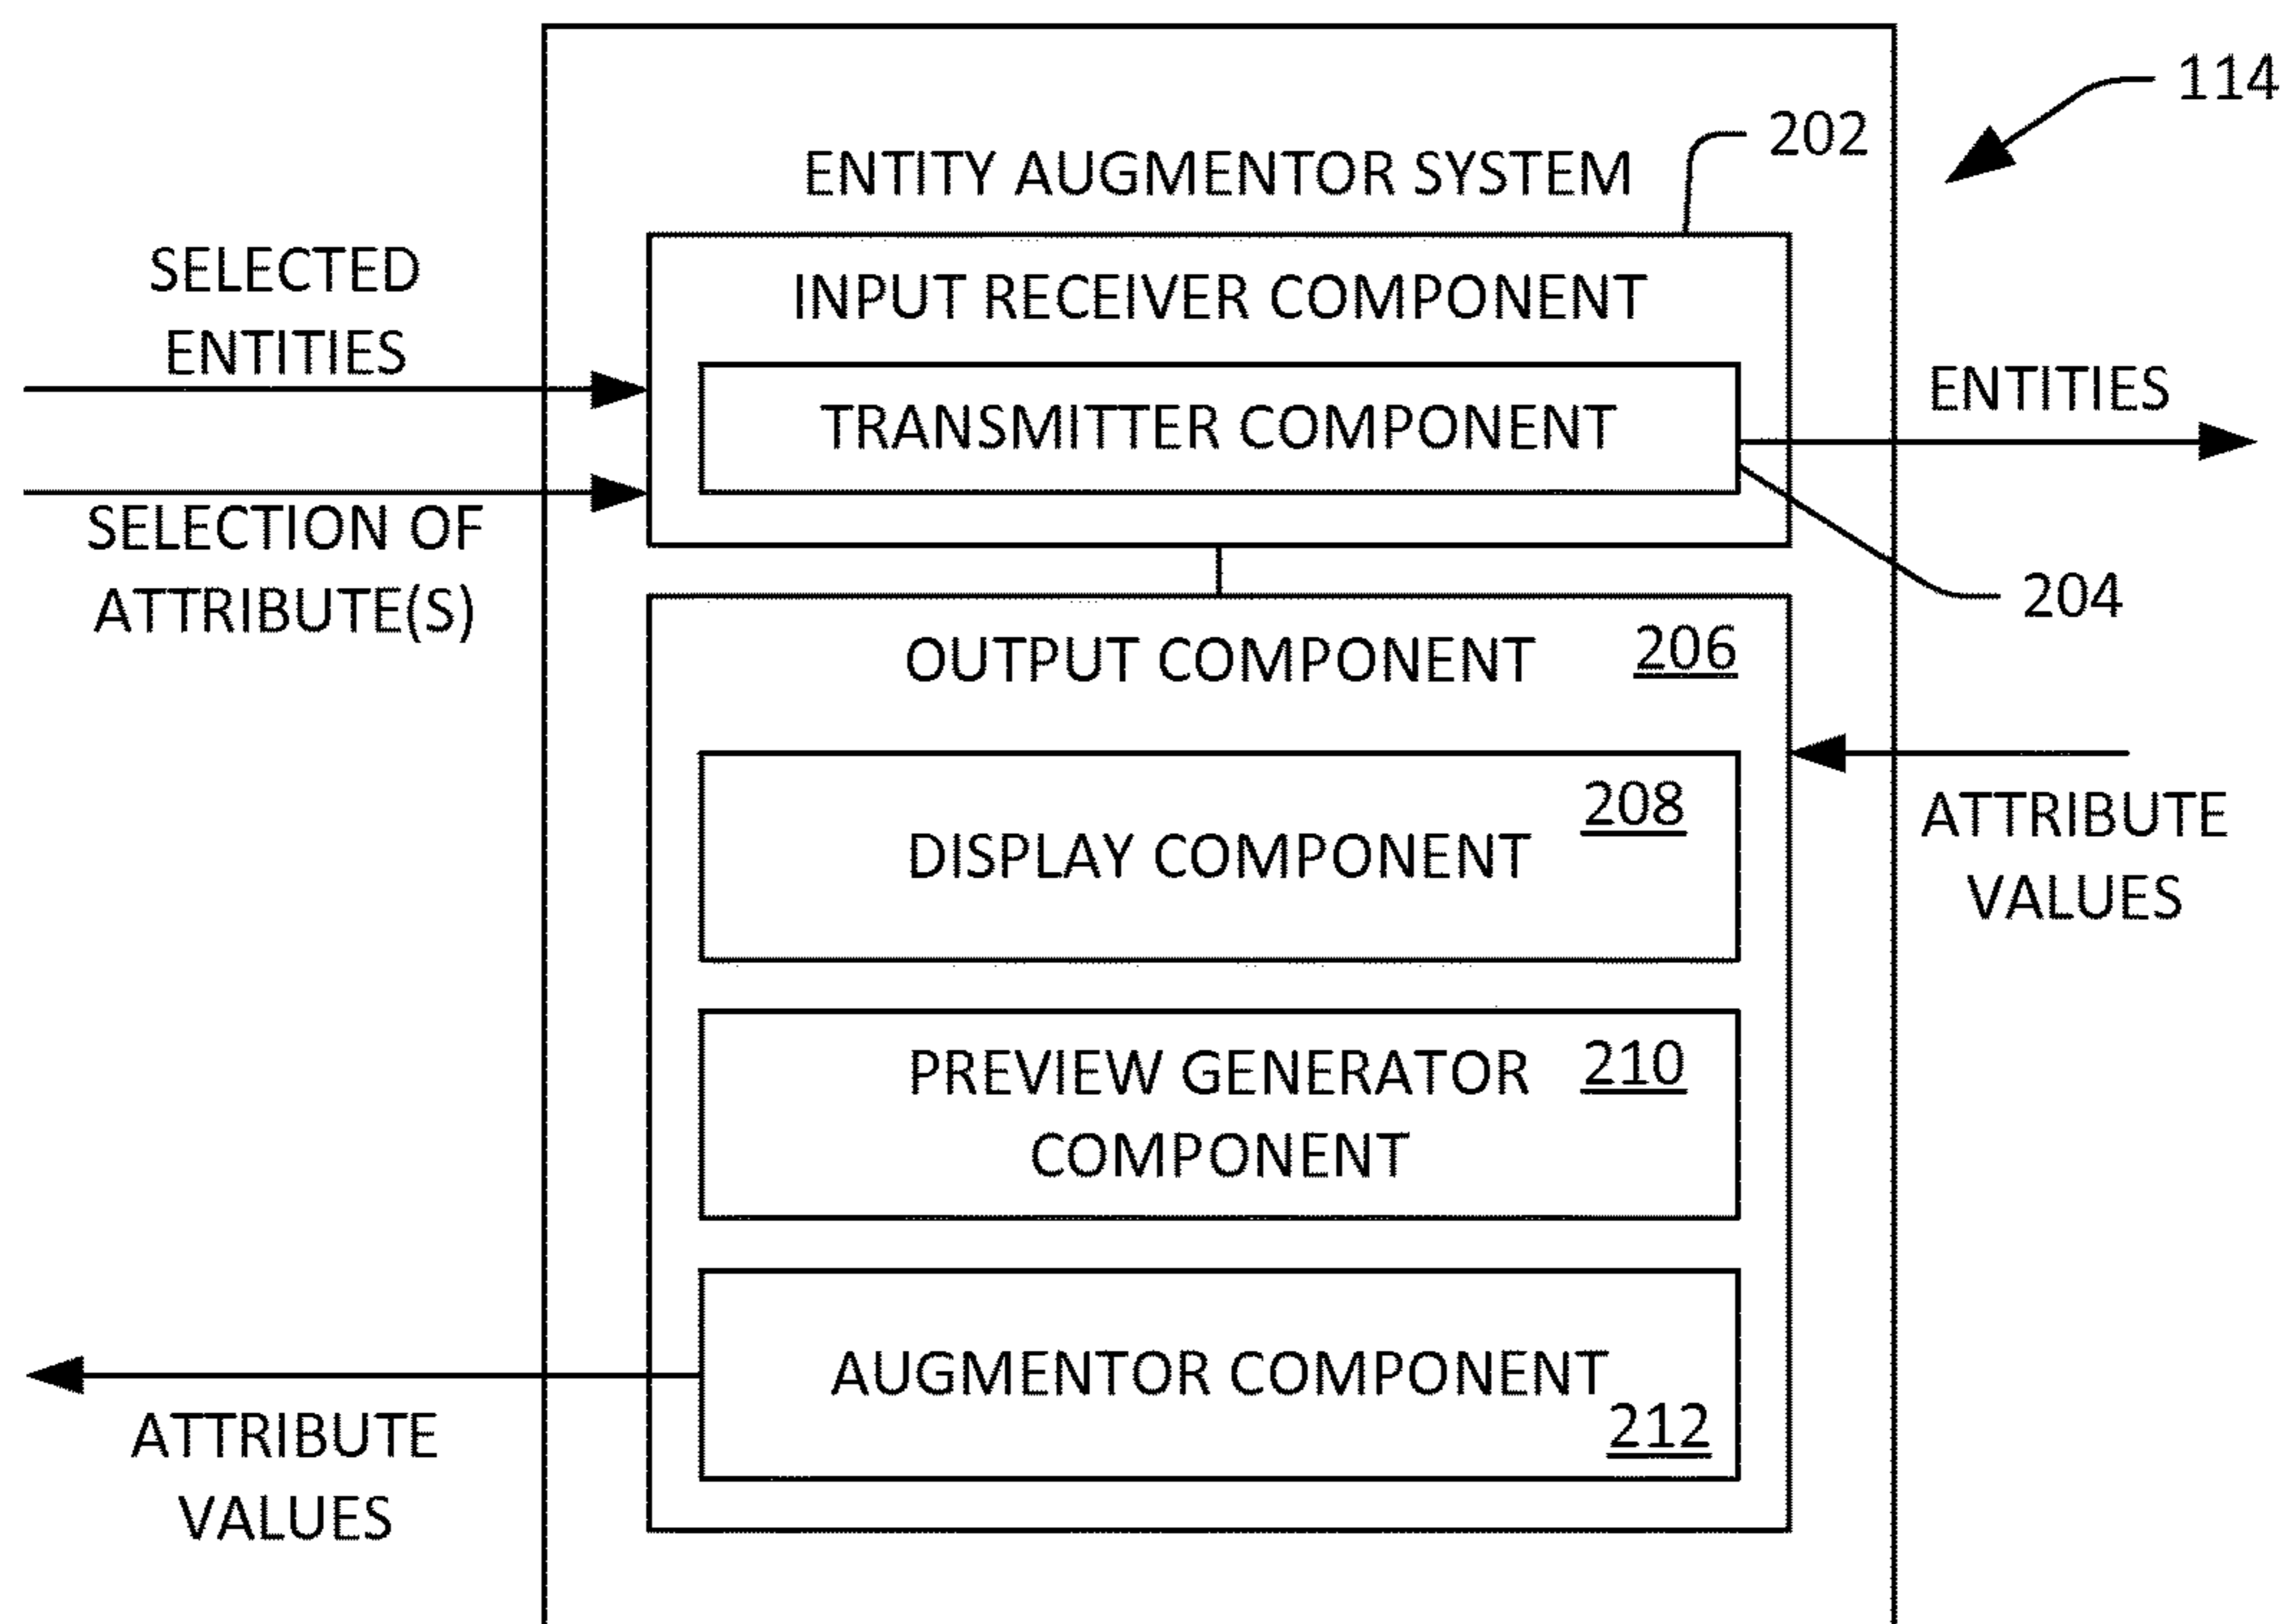 114
202
ENTITY AUGMENTOR SYSTEM
SELECTED
ENTITIES
INPUT RECEIVER COMPONENT
TRANSMITTER COMPONENT
ENTITIES
SELECTION OF
ATTRIBUTE(S)
204
OUTPUT COMPONENT
206
208
DISPLAY COMPONENT
ATTRIBUTE
VALUES
PREVIEW GENERATOR
COMPONENT
210
AUGMENTOR COMPONENT
212
ATTRIBUTE
VALUES